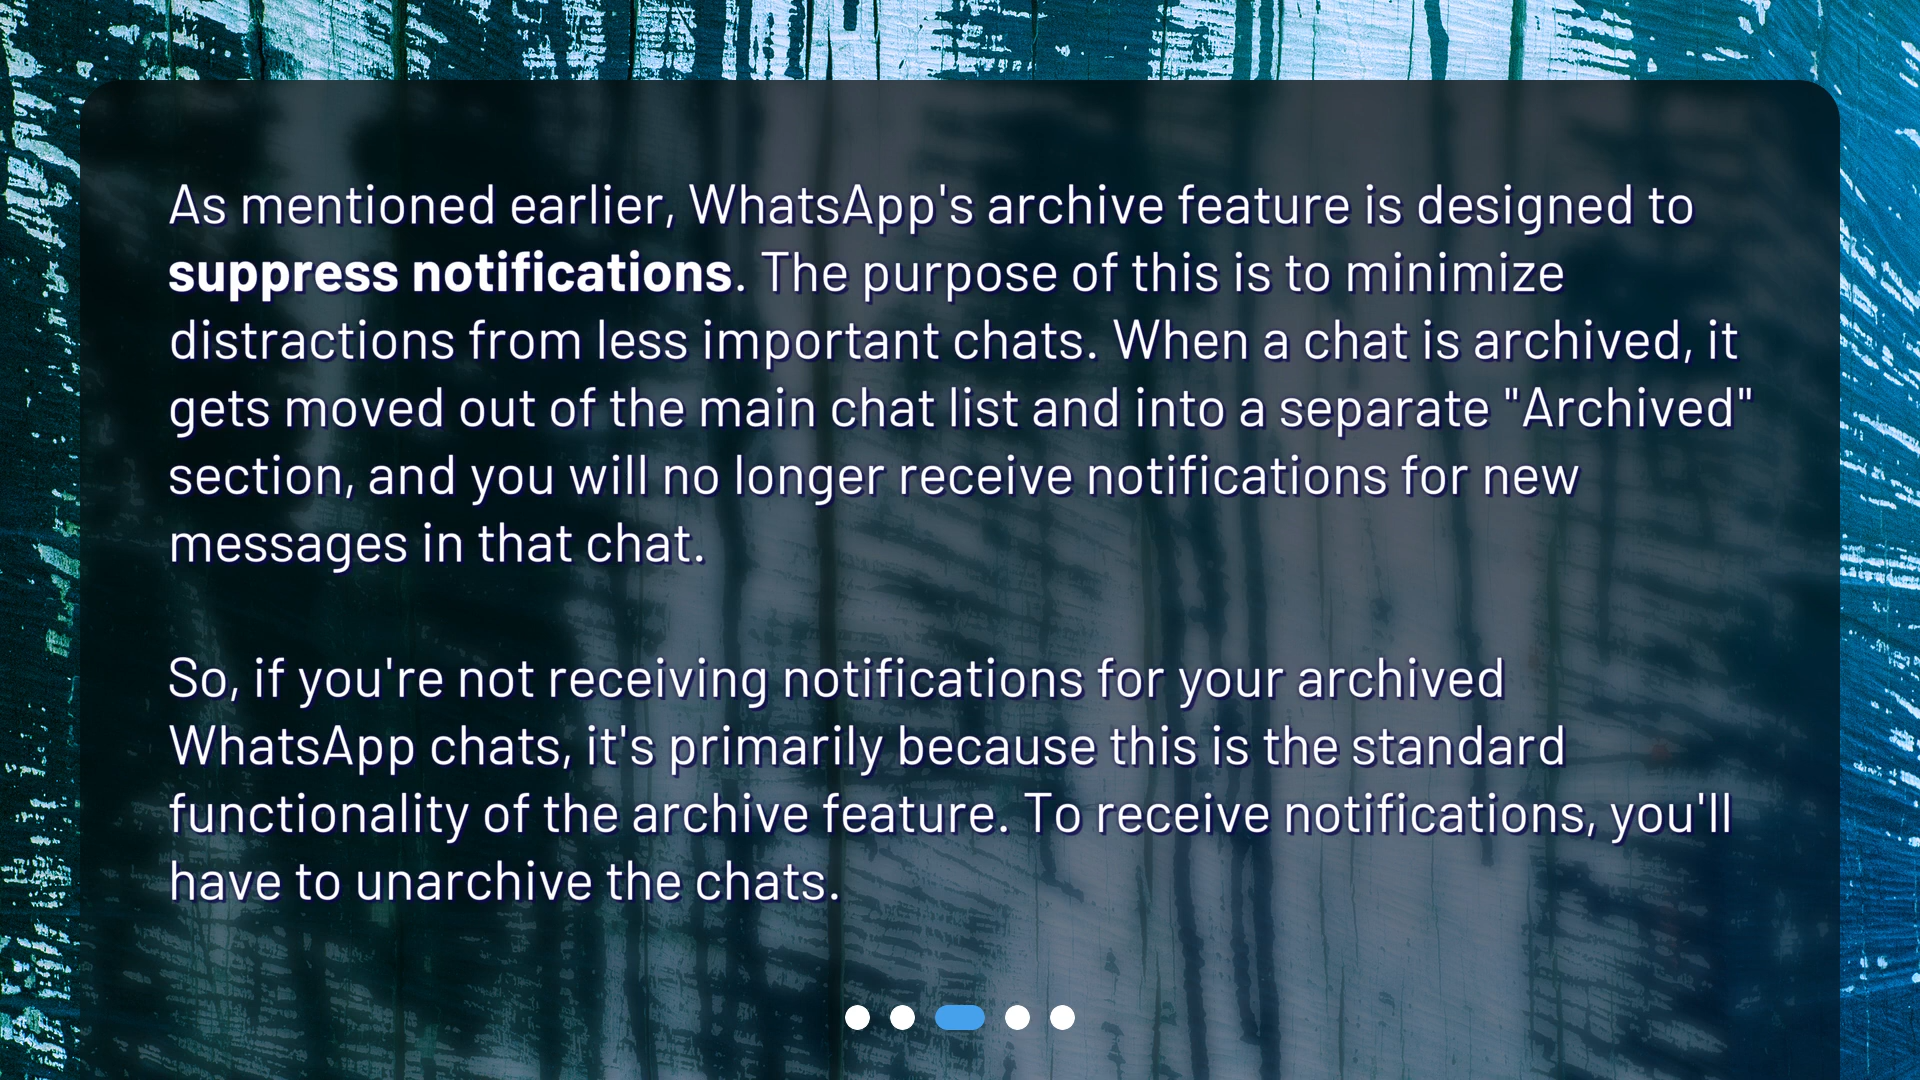 As mentioned earlier, WhatsApp's archive feature is designed to
suppress notifications. The purpose of this is to minimize
distractions from less important chats. When a chat is archived, it
gets moved out of the main chat list and into a separate "Archived"
section, and you will no longer receive notifications for new
messages in that chat.
So, if you're not receiving notifications for your archived
WhatsApp chats, it's primarily because this is the standard
functionality of the archive feature. To receive notifications, you'll
have to unarchive the chats.